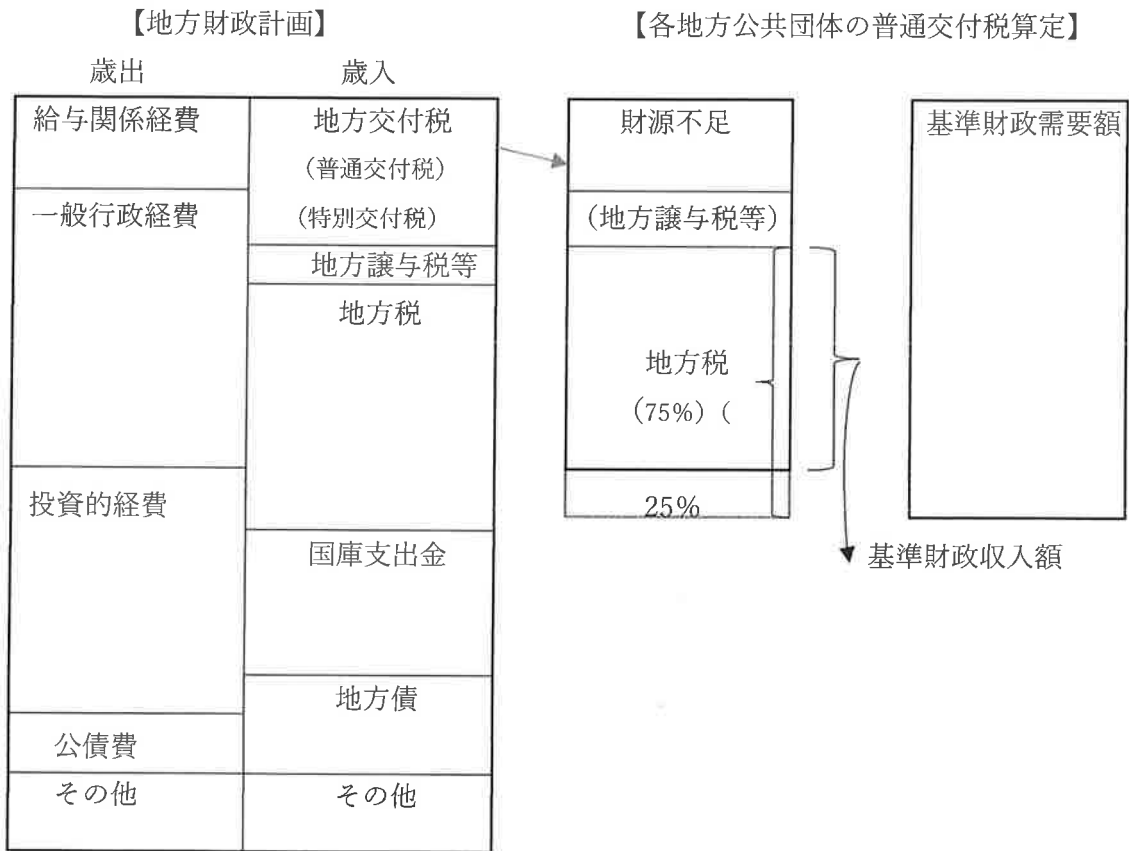 【地方財政計画】
【各地方公共団体の普通交付税算定】
歳出
歳入
給与関係経費
一般行政経費
投資的経費
公債費
その他
地方交付税
(普通交付税)
(特別交付税)
地方譲与税等
地方税
国庫支出金
地方債
その他
財源不足
(地方譲与税等)
地方税
(75%) (
25%
基準財政需要額
基準財政収入額